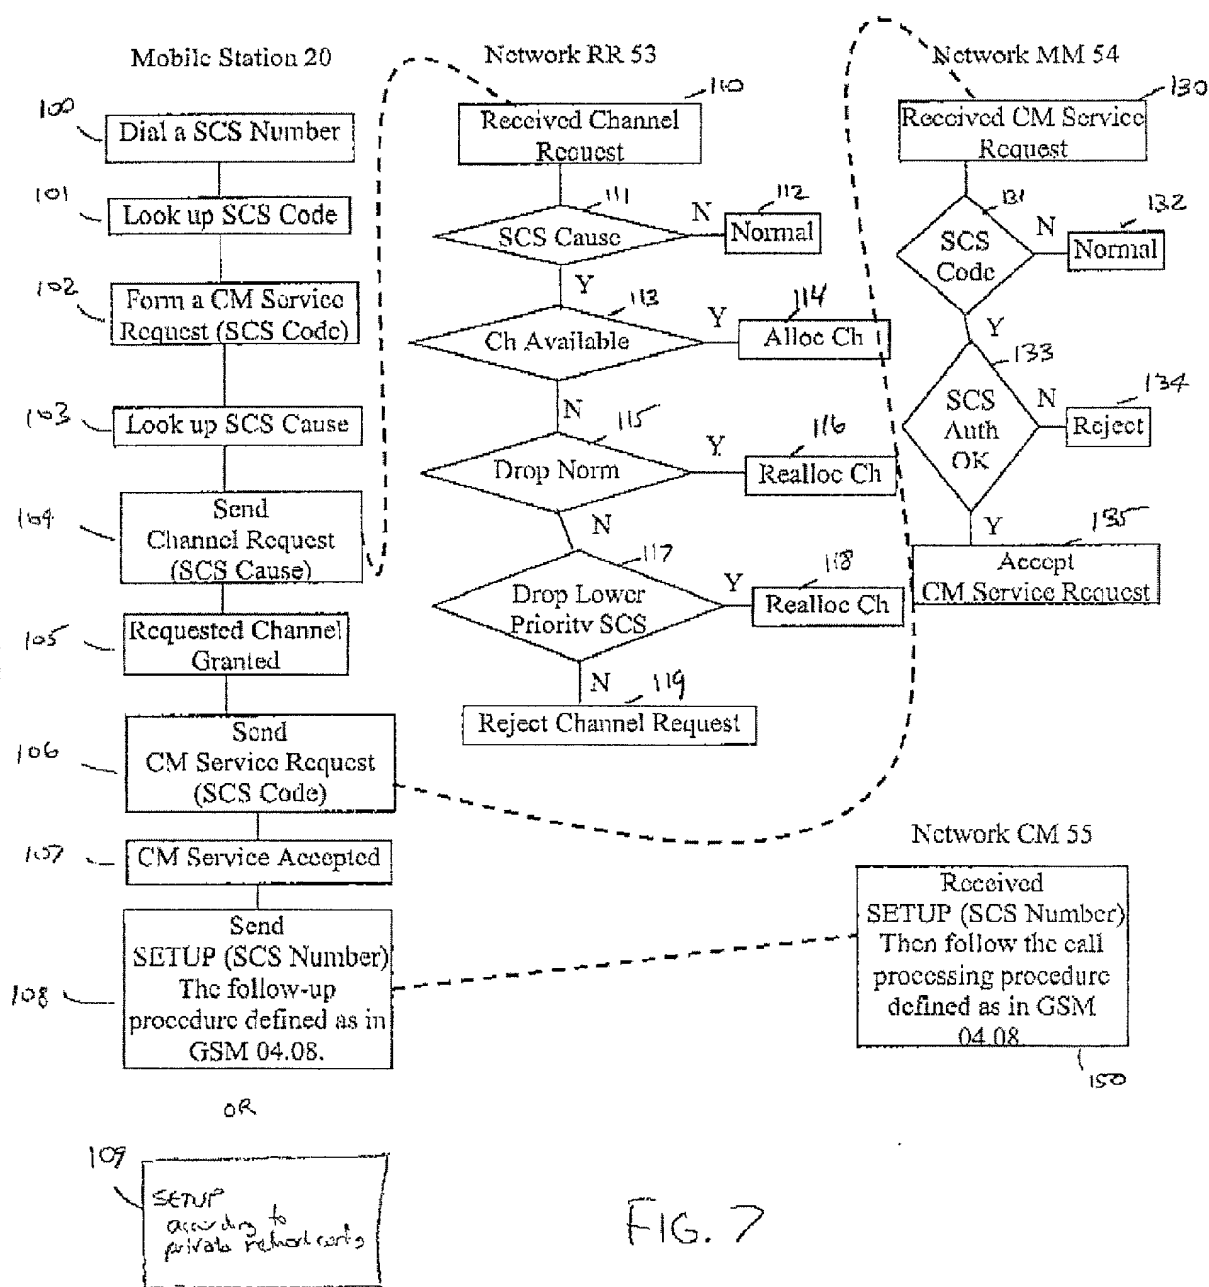 Mobile Station 20
100
Dial a SCS Number
101
Look up SCS Code
102
Form a CM Service
Request (SCS Code)
103
Look up SCS Cause
104
Send
Channel Request
(SCS Cause)
105
Requested Channel
Granted
106
Send
CM Service Request
(SCS Code)
107
CM Service Accepted
108
Send
SETUP (SCS Number)
The follow-up
procedure defined as in
GSM 04.08.
OR
109
SETUP
according to
private network
Network RR 53
110
Received Channel
Request
111
SCS Cause
N
112
Normal
Y
113
Ch Available
Y
114
Alloc Ch
N
115
Drop Norm
Y
116
Realloc Ch
N
117
Drop Lower
Priority SCS
Y
118
Realloc Ch
N
119
Reject Channel Request
Network MM 54
130
Received CM Service
Request
131
SCS
Code
N
132
Normal
Y
133
SCS
Auth
OK
N
134
Reject
Y
135
Accept
CM Service Request
Network CM 55
Received
SETUP (SCS Number)
Then follow the call
processing procedure
defined as in GSM
04.08.
150
FIG. 7